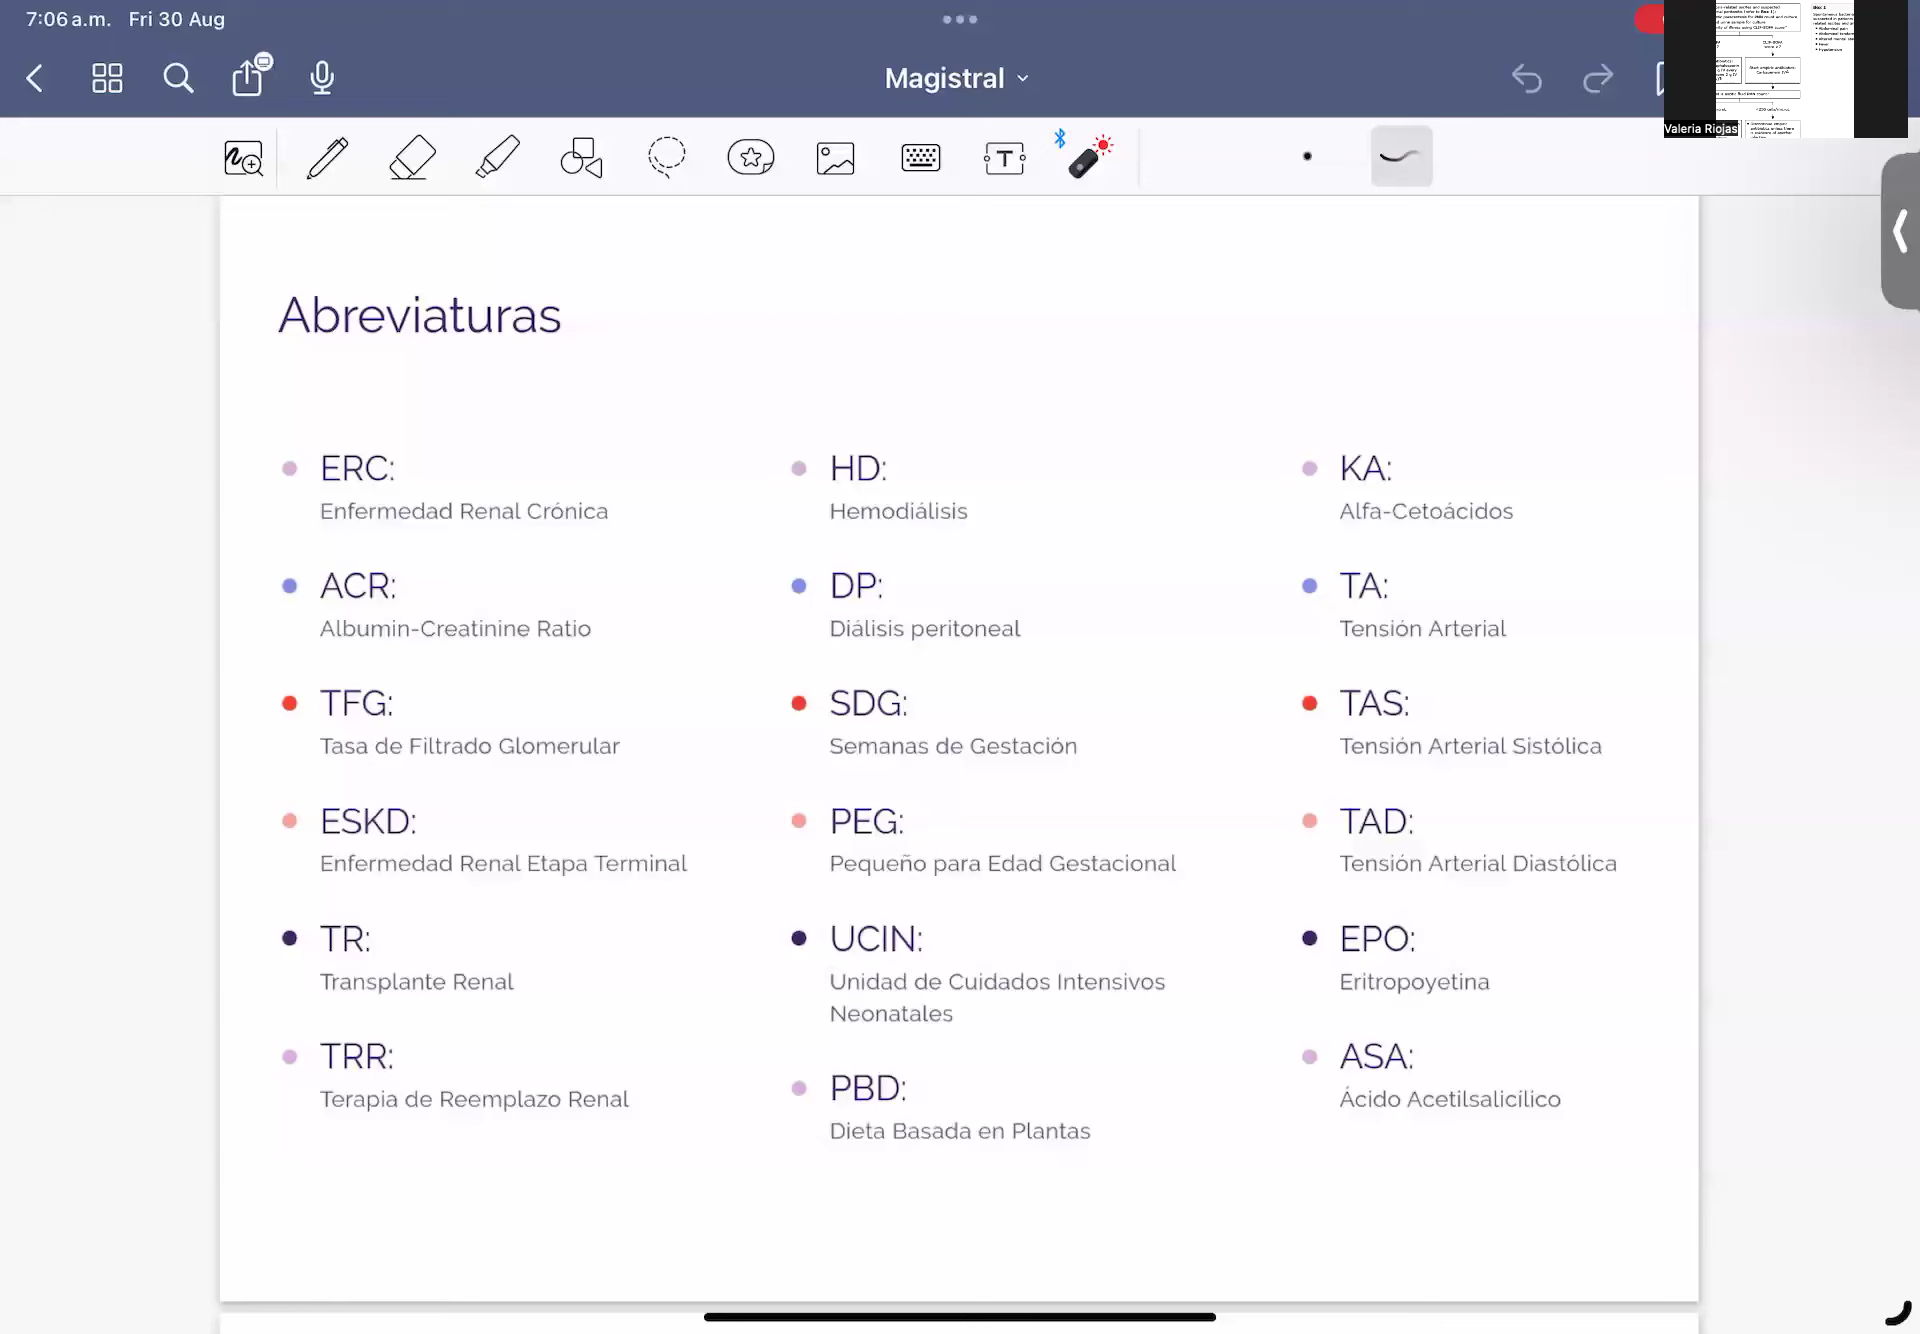 7:06 a.m. Fri 30 Aug
Magistral
Valeria Riojas
Box 1
Abreviaturas
ERC:
Enfermedad Renal Crónica
ACR:
Albumin-Creatinine Ratio
TFG:
Tasa de Filtrado Glomerular
ESKD:
Enfermedad Renal Etapa Terminal
TR:
Transplante Renal
TRR:
Terapia de Reemplazo Renal
HD:
Hemodiálisis
DP:
Diálisis peritoneal
SDG:
Semanas de Gestación
PEG:
Pequeño para Edad Gestacional
UCIN:
Unidad de Cuidados Intensivos
Neonatales
PBD:
Dieta Basada en Plantas
KA:
Alfa-Cetoácidos
TA:
Tensión Arterial
TAS:
Tensión Arterial Sistólica
TAD:
Tensión Arterial Diastólica
EPO:
Eritropoyetina
ASA:
Ácido Acetilsalicílico